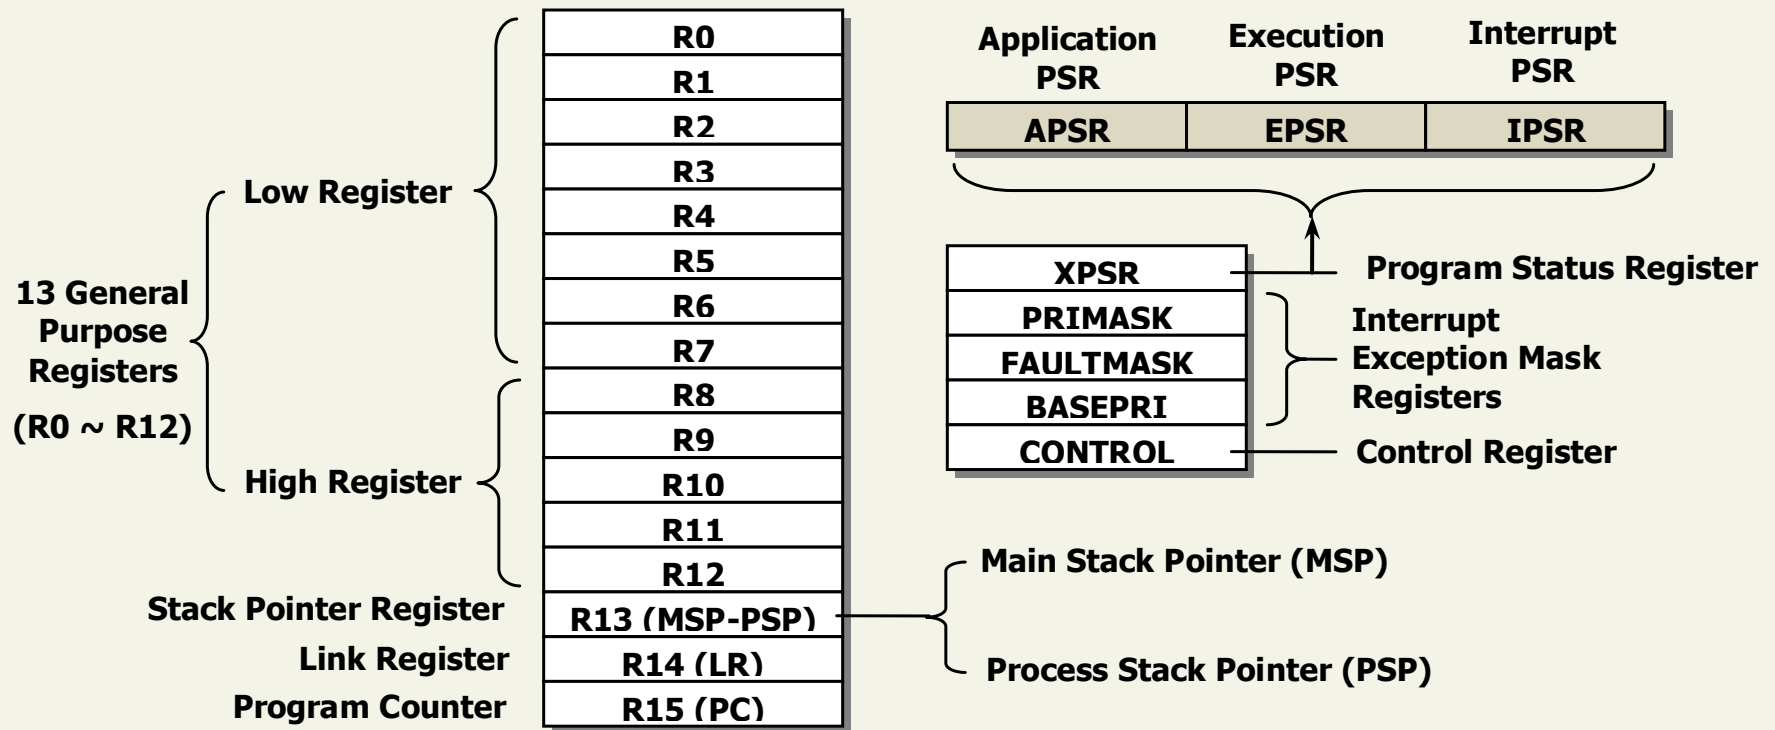 13 General
Purpose
Registers
(R0 ~ R12)
Low Register
High Register
Stack Pointer Register
Link Register
Program Counter
R0
R1
R2
R3
R4
R5
R6
R7
R8
R9
R10
R11
R12
R13 (MSP-PSP)
R14 (LR)
R15 (PC)
Application
PSR
Execution
PSR
Interrupt
PSR
APSR
EPSR
IPSR
XPSR
PRIMASK
FAULTMASK
BASEPRI
CONTROL
Program Status Register
Interrupt
Exception Mask
Registers
Control Register
Main Stack Pointer (MSP)
Process Stack Pointer (PSP)